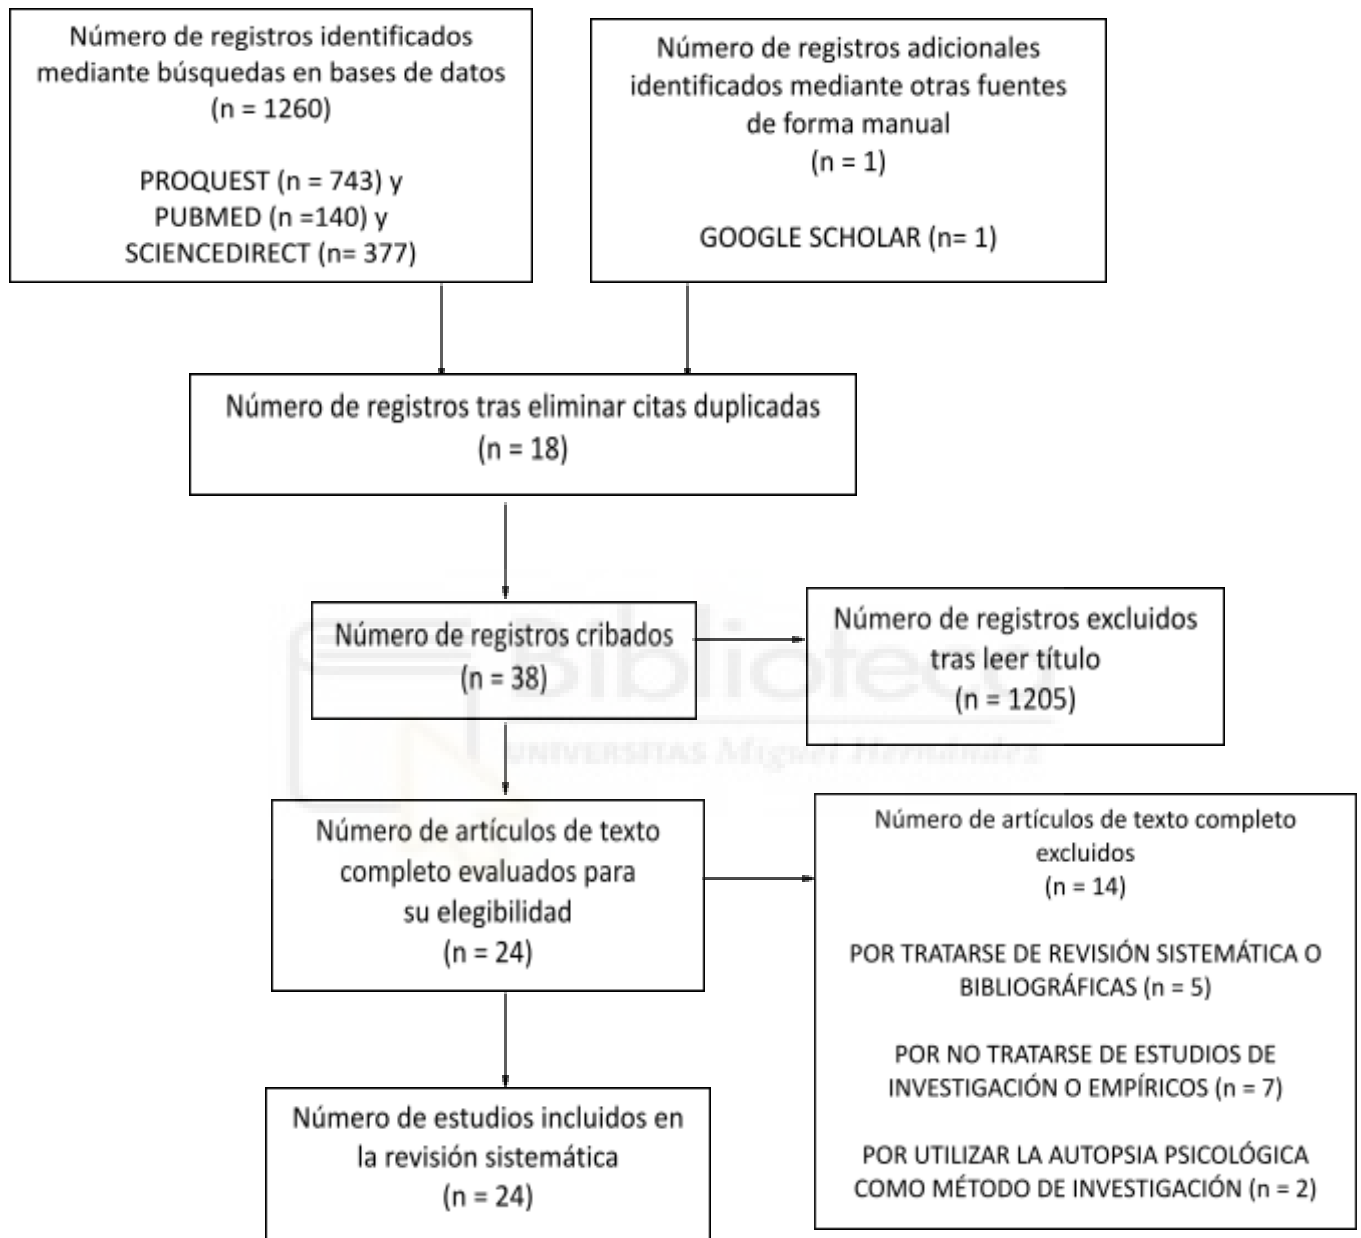 Número de registros identificados
mediante búsquedas en bases de datos
(n = 1260)
PROQUEST (n = 743) y
PUBMED (n =140) y
SCIENCEDIRECT (n= 377)
Número de registros adicionales
identificados mediante otras fuentes
de forma manual
(n = 1)
GOOGLE SCHOLAR (n= 1)
Número de registros tras eliminar citas duplicadas
(n = 18)
Número de registros cribados
(n = 38)
Número de registros excluidos
tras leer título
(n = 1205)
Biblioteca
UNIVERSITAS Miguel Hernández
Número de artículos de texto
completo evaluados para
su elegibilidad
(n = 24)
Número de artículos de texto completo
excluidos
(n = 14)
POR TRATARSE DE REVISIÓN SISTEMÁTICA O
BIBLIOGRÁFICAS (n = 5)
POR NO TRATARSE DE ESTUDIOS DE
INVESTIGACIÓN O EMPÍRICOS (n = 7)
POR UTILIZAR LA AUTOPSIA PSICOLÓGICA
COMO MÉTODO DE INVESTIGACIÓN (n = 2)
Número de estudios incluidos en
la revisión sistemática
(n = 24)